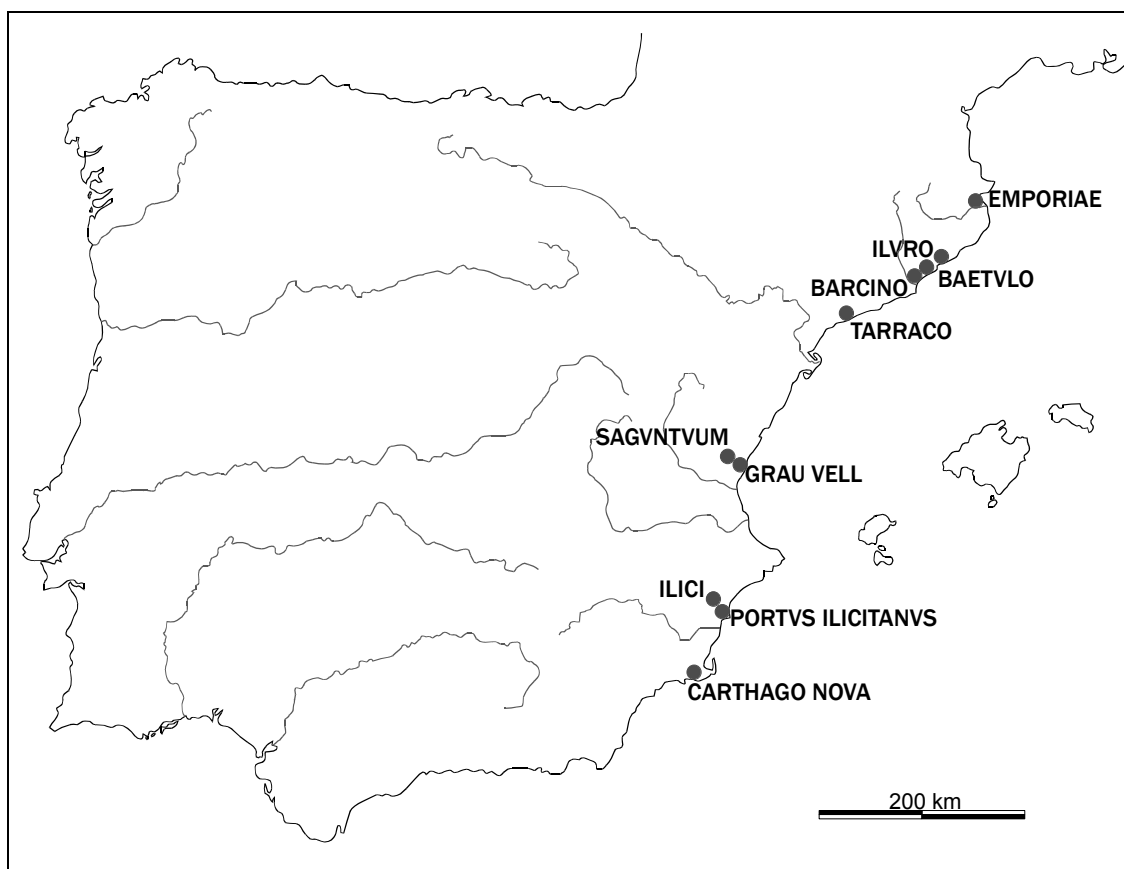 EMPORIAE
ILVRO
BAETVLO
BARCINO
TARRACO
SAGVNTVUM
GRAU VELL
ILICI
PORTVS ILICITANVS
CARTHAGO NOVA
200 km